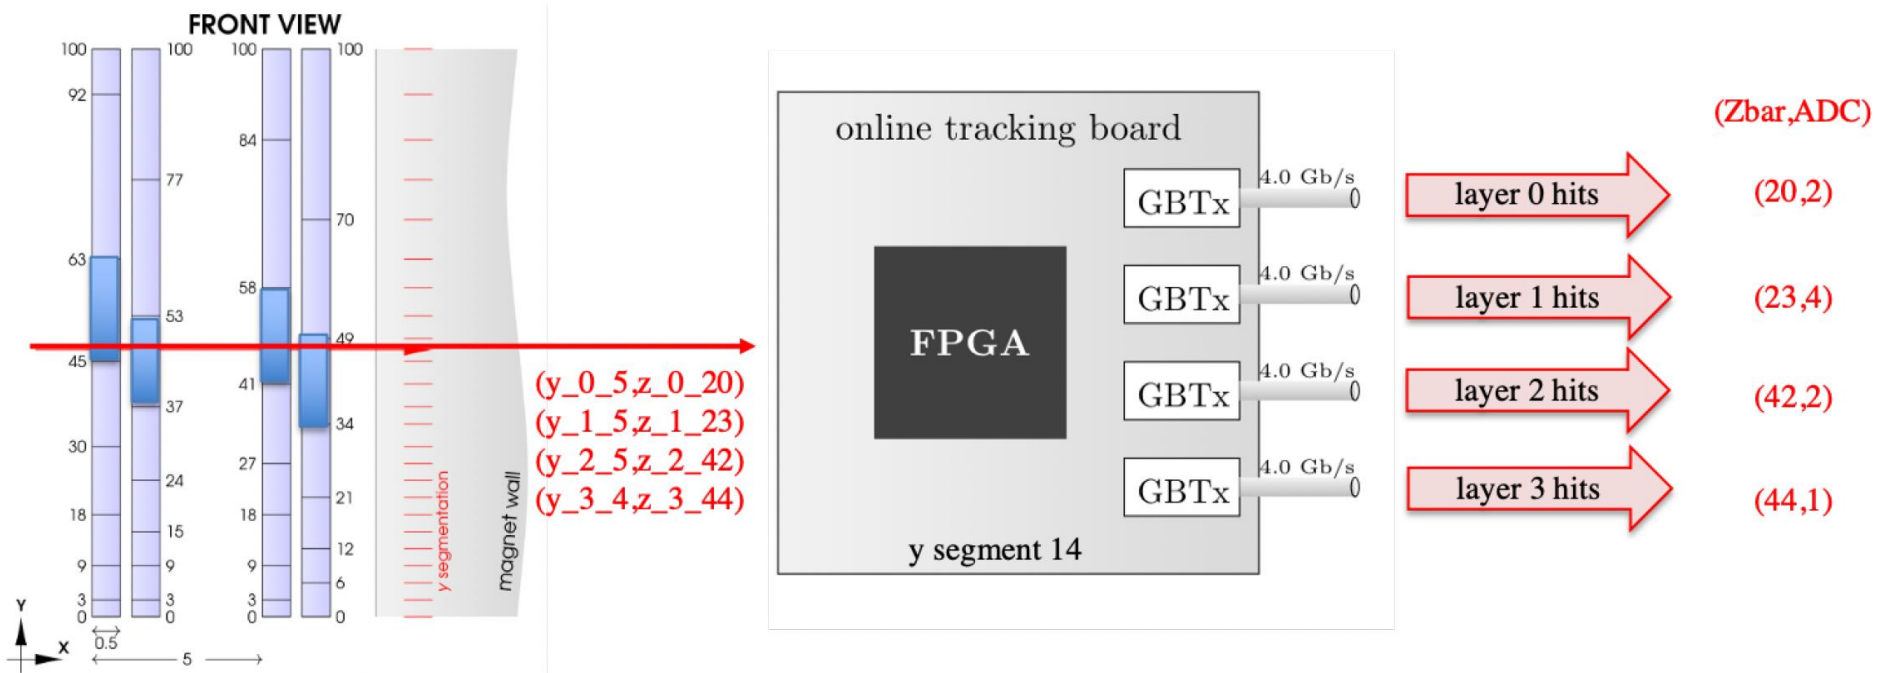 FRONT VIEW
100
92
63
45
30
18
9
3
0
100
77
53
37
24
15
9
3
0
100
84
58
41
27
18
9
3
0
100
70
49
34
21
12
6
0
y segmentation
magnet wall
Y
X
0.5
5
(y_0_5,z_0_20)
(y_1_5,z_1_23)
(y_2_5,z_2_42)
(y_3_4,z_3_44)
online tracking board
FPGA
GBTx
4.0 Gb/s
GBTx
4.0 Gb/s
GBTx
4.0 Gb/s
GBTx
4.0 Gb/s
y segment 14
(Zbar,ADC)
layer 0 hits
(20,2)
layer 1 hits
(23,4)
layer 2 hits
(42,2)
layer 3 hits
(44,1)